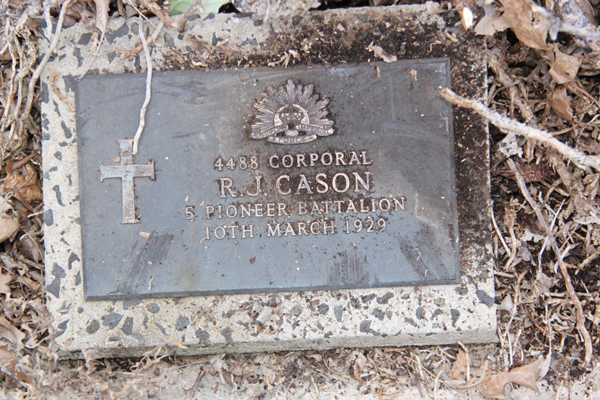 4488 CORPORAL
R.J. CASON
5 PIONEER BATTALION
10TH MARCH 1929